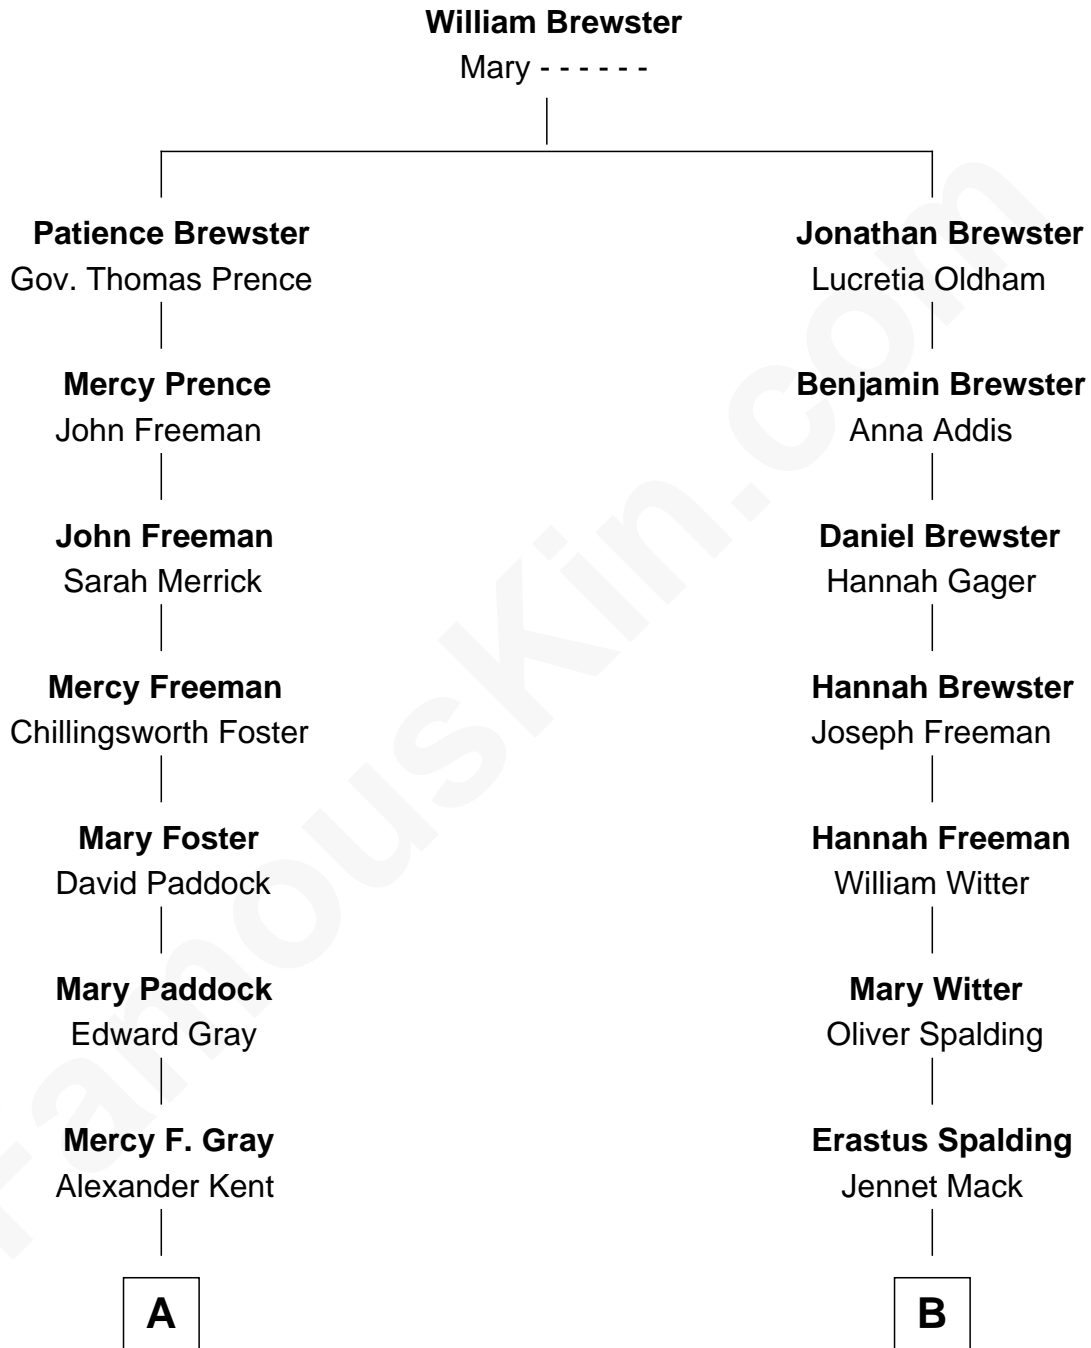 William Brewster
Mary - - - - - -
Patience Brewster
Gov. Thomas Prence
Jonathan Brewster
Lucretia Oldham
Mercy Prence
John Freeman
Benjamin Brewster
Anna Addis
John Freeman
Sarah Merrick
Daniel Brewster
Hannah Gager
Mercy Freeman
Chillingsworth Foster
Hannah Brewster
Joseph Freeman
Mary Foster
David Paddock
Hannah Freeman
William Witter
Mary Paddock
Edward Gray
Mary Witter
Oliver Spalding
Mercy F. Gray
Alexander Kent
Erastus Spalding
Jennet Mack
A
B
FamousKin.com